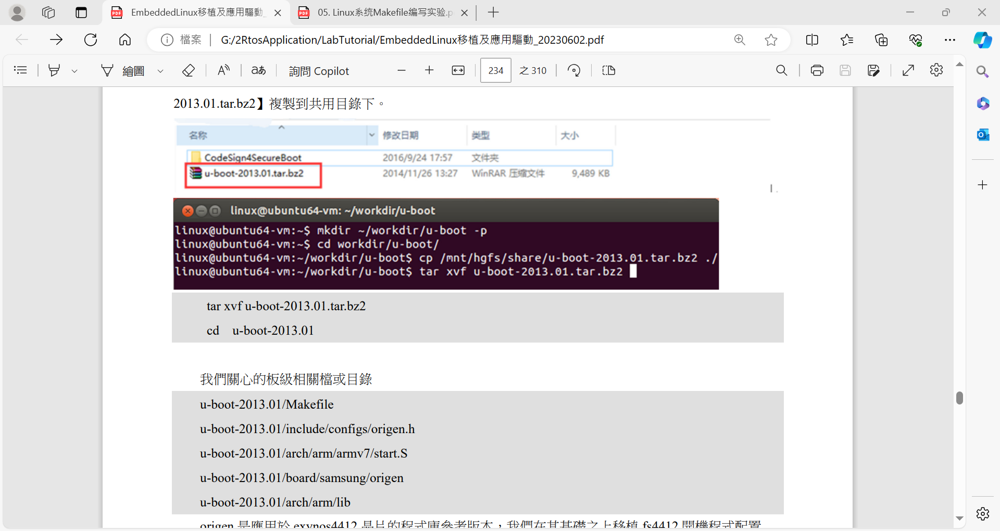 EmbeddedLinux移植及應用驅動_
05. Linux系统Makefile编写实验.p
檔案
G:/2RtosApplication/LabTutorial/EmbeddedLinux移植及應用驅動_20230602.pdf
繪圖
aあ
詢問 Copilot
234
之 310
2013.01.tar.bz2】複製到共用目錄下。
名称 修改日期 类型 大小
CodeSign4SecureBoot 2016/9/24 17:57 文件夹
u-boot-2013.01.tar.bz2 2014/11/26 13:27 WinRAR 压缩文件 9,489 KB
linux@ubuntu64-vm: ~/workdir/u-boot
linux@ubuntu64-vm:~$ mkdir ~/workdir/u-boot -p
linux@ubuntu64-vm:~$ cd workdir/u-boot/
linux@ubuntu64-vm:~/workdir/u-boot$ cp /mnt/hgfs/share/u-boot-2013.01.tar.bz2 ./
linux@ubuntu64-vm:~/workdir/u-boot$ tar xvf u-boot-2013.01.tar.bz2
tar xvf u-boot-2013.01.tar.bz2
cd u-boot-2013.01
我們關心的板級相關檔或目錄
u-boot-2013.01/Makefile
u-boot-2013.01/include/configs/origen.h
u-boot-2013.01/arch/arm/armv7/start.S
u-boot-2013.01/board/samsung/origen
u-boot-2013.01/arch/arm/lib
origen 是應用於 exynos4412 晶片的程式庫參考版本，我們在其基礎之上移植 fs4412 開機程式配置